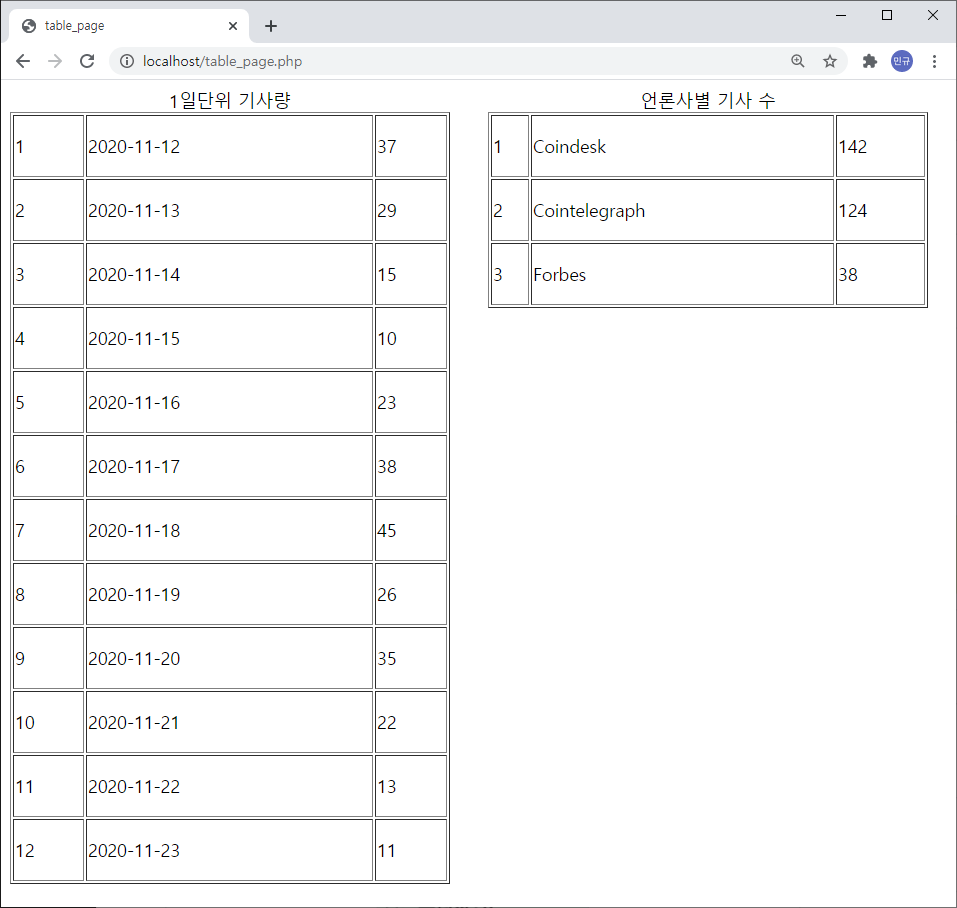 table_page
localhost/table_page.php
민규
1일단위 기사량
1 2020-11-12 37
2 2020-11-13 29
3 2020-11-14 15
4 2020-11-15 10
5 2020-11-16 23
6 2020-11-17 38
7 2020-11-18 45
8 2020-11-19 26
9 2020-11-20 35
10 2020-11-21 22
11 2020-11-22 13
12 2020-11-23 11
언론사별 기사 수
1 Coindesk 142
2 Cointelegraph 124
3 Forbes 38